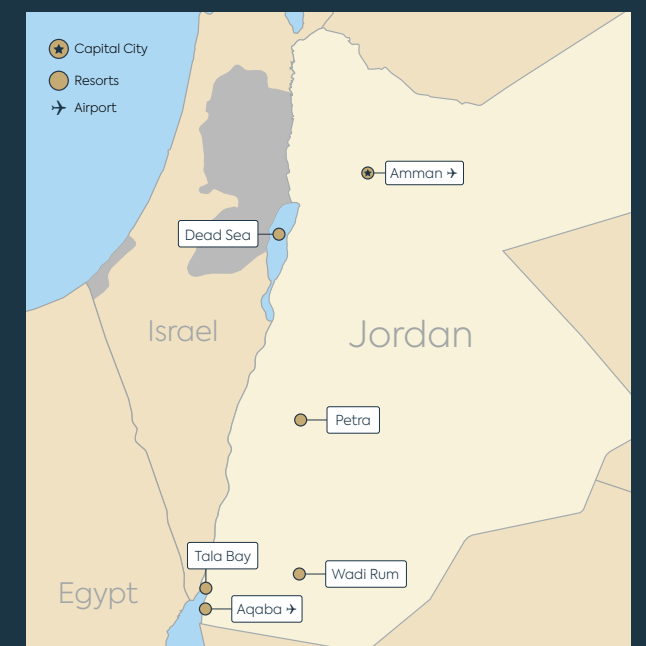 Capital City
Resorts
Airport
Amman
Dead Sea
Israel
Jordan
Petra
Tala Bay
Wadi Rum
Egypt
Aqaba